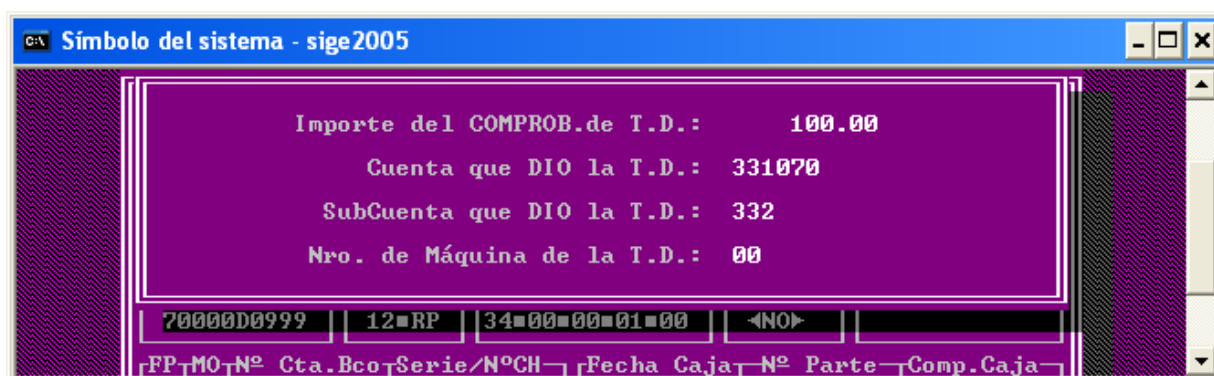 Símbolo del sistema - sige2005
Importe del COMPROB.de T.D.: 100.00
Cuenta que DIO la T.D.: 331070
SubCuenta que DIO la T.D.: 332
Nro. de Máquina de la T.D.: 00
70000D0999 12■RP 34■00■00■01■00 ◄NO►
FP MO Nº Cta.Bco Serie/NºCH Fecha Caja Nº Parte Comp.Caja